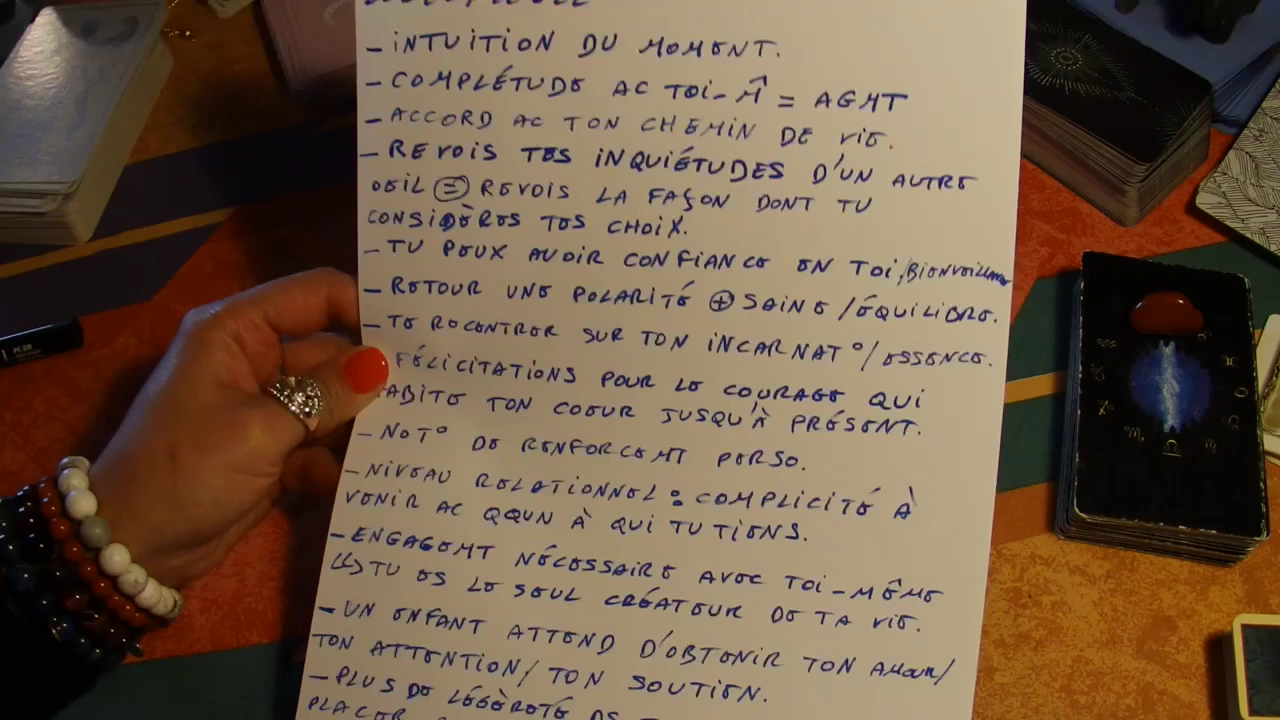 - INTUITION DU MOMENT.
- COMPLÉTUDE AC TOI-M̂ = AGMT
- ACCORD AC TON CHEMIN DE VIE.
- REVOIS TES INQUIÉTUDES D'UN AUTRE
OEIL = REVOIS LA FAÇON DONT TU
CONSIDÈRES TES CHOIX.
- TU PEUX AVOIR CONFIANCE EN TOI/BIENVEILLANCE
- RETOUR UNE POLARITÉ + SAINE/ÉQUILIBRE.
- TE RECENTRER SUR TON INCARNAT°/ESSENCE.
FÉLICITATIONS POUR LE COURAGE QUI
HABITE TON COEUR JUSQU'À PRÉSENT.
- NOT° DE RENFORCEMT PERSO.
- NIVEAU RELATIONNEL : COMPLICITÉ À
VENIR AC QQUN À QUI TU TIENS.
- ENGAGEMT NÉCESSAIRE AVEC TOI-MÊME
↳ TU ES LE SEUL CRÉATEUR DE TA VIE.
- UN ENFANT ATTEND D'OBTENIR TON AMOUR/
TON ATTENTION/TON SOUTIEN.
- PLUS DE LÉGÈRETÉ DE
PLACER